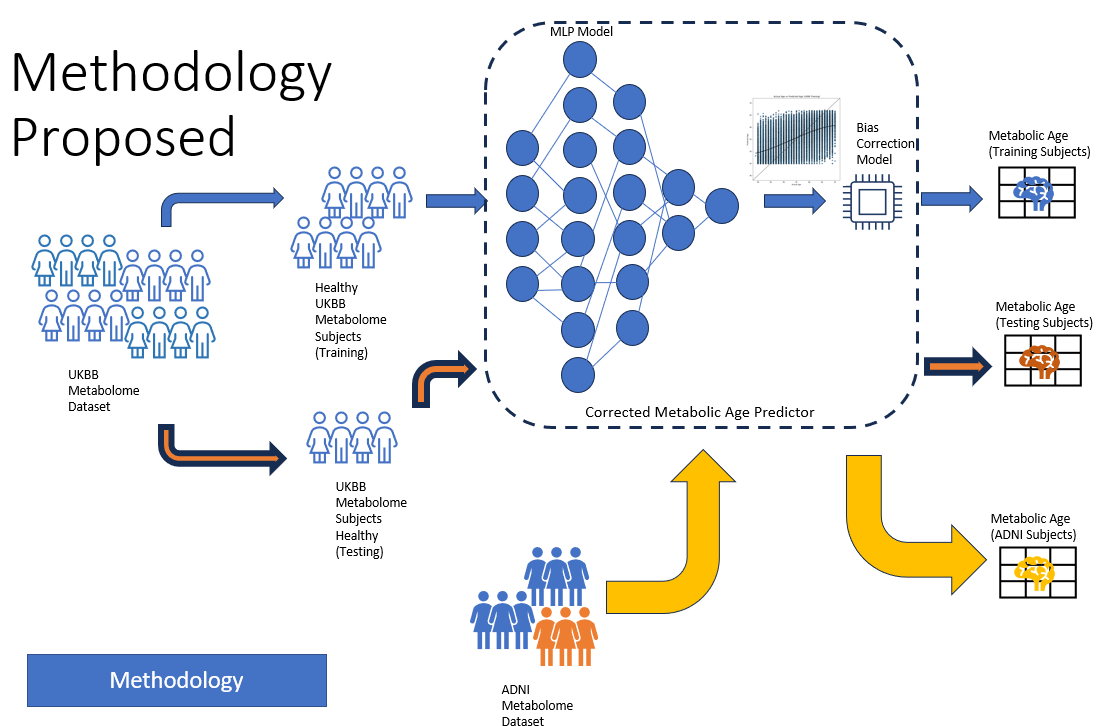 Methodology
Proposed
MLP Model
Bias
Correction
Model
Metabolic Age
(Training Subjects)
Healthy
UKBB
Metabolome
Subjects
(Training)
Metabolic Age
(Testing Subjects)
UKBB
Metabolome
Dataset
Corrected Metabolic Age Predictor
UKBB
Metabolome
Subjects
Healthy
(Testing)
Metabolic Age
(ADNI Subjects)
Methodology
ADNI
Metabolome
Dataset